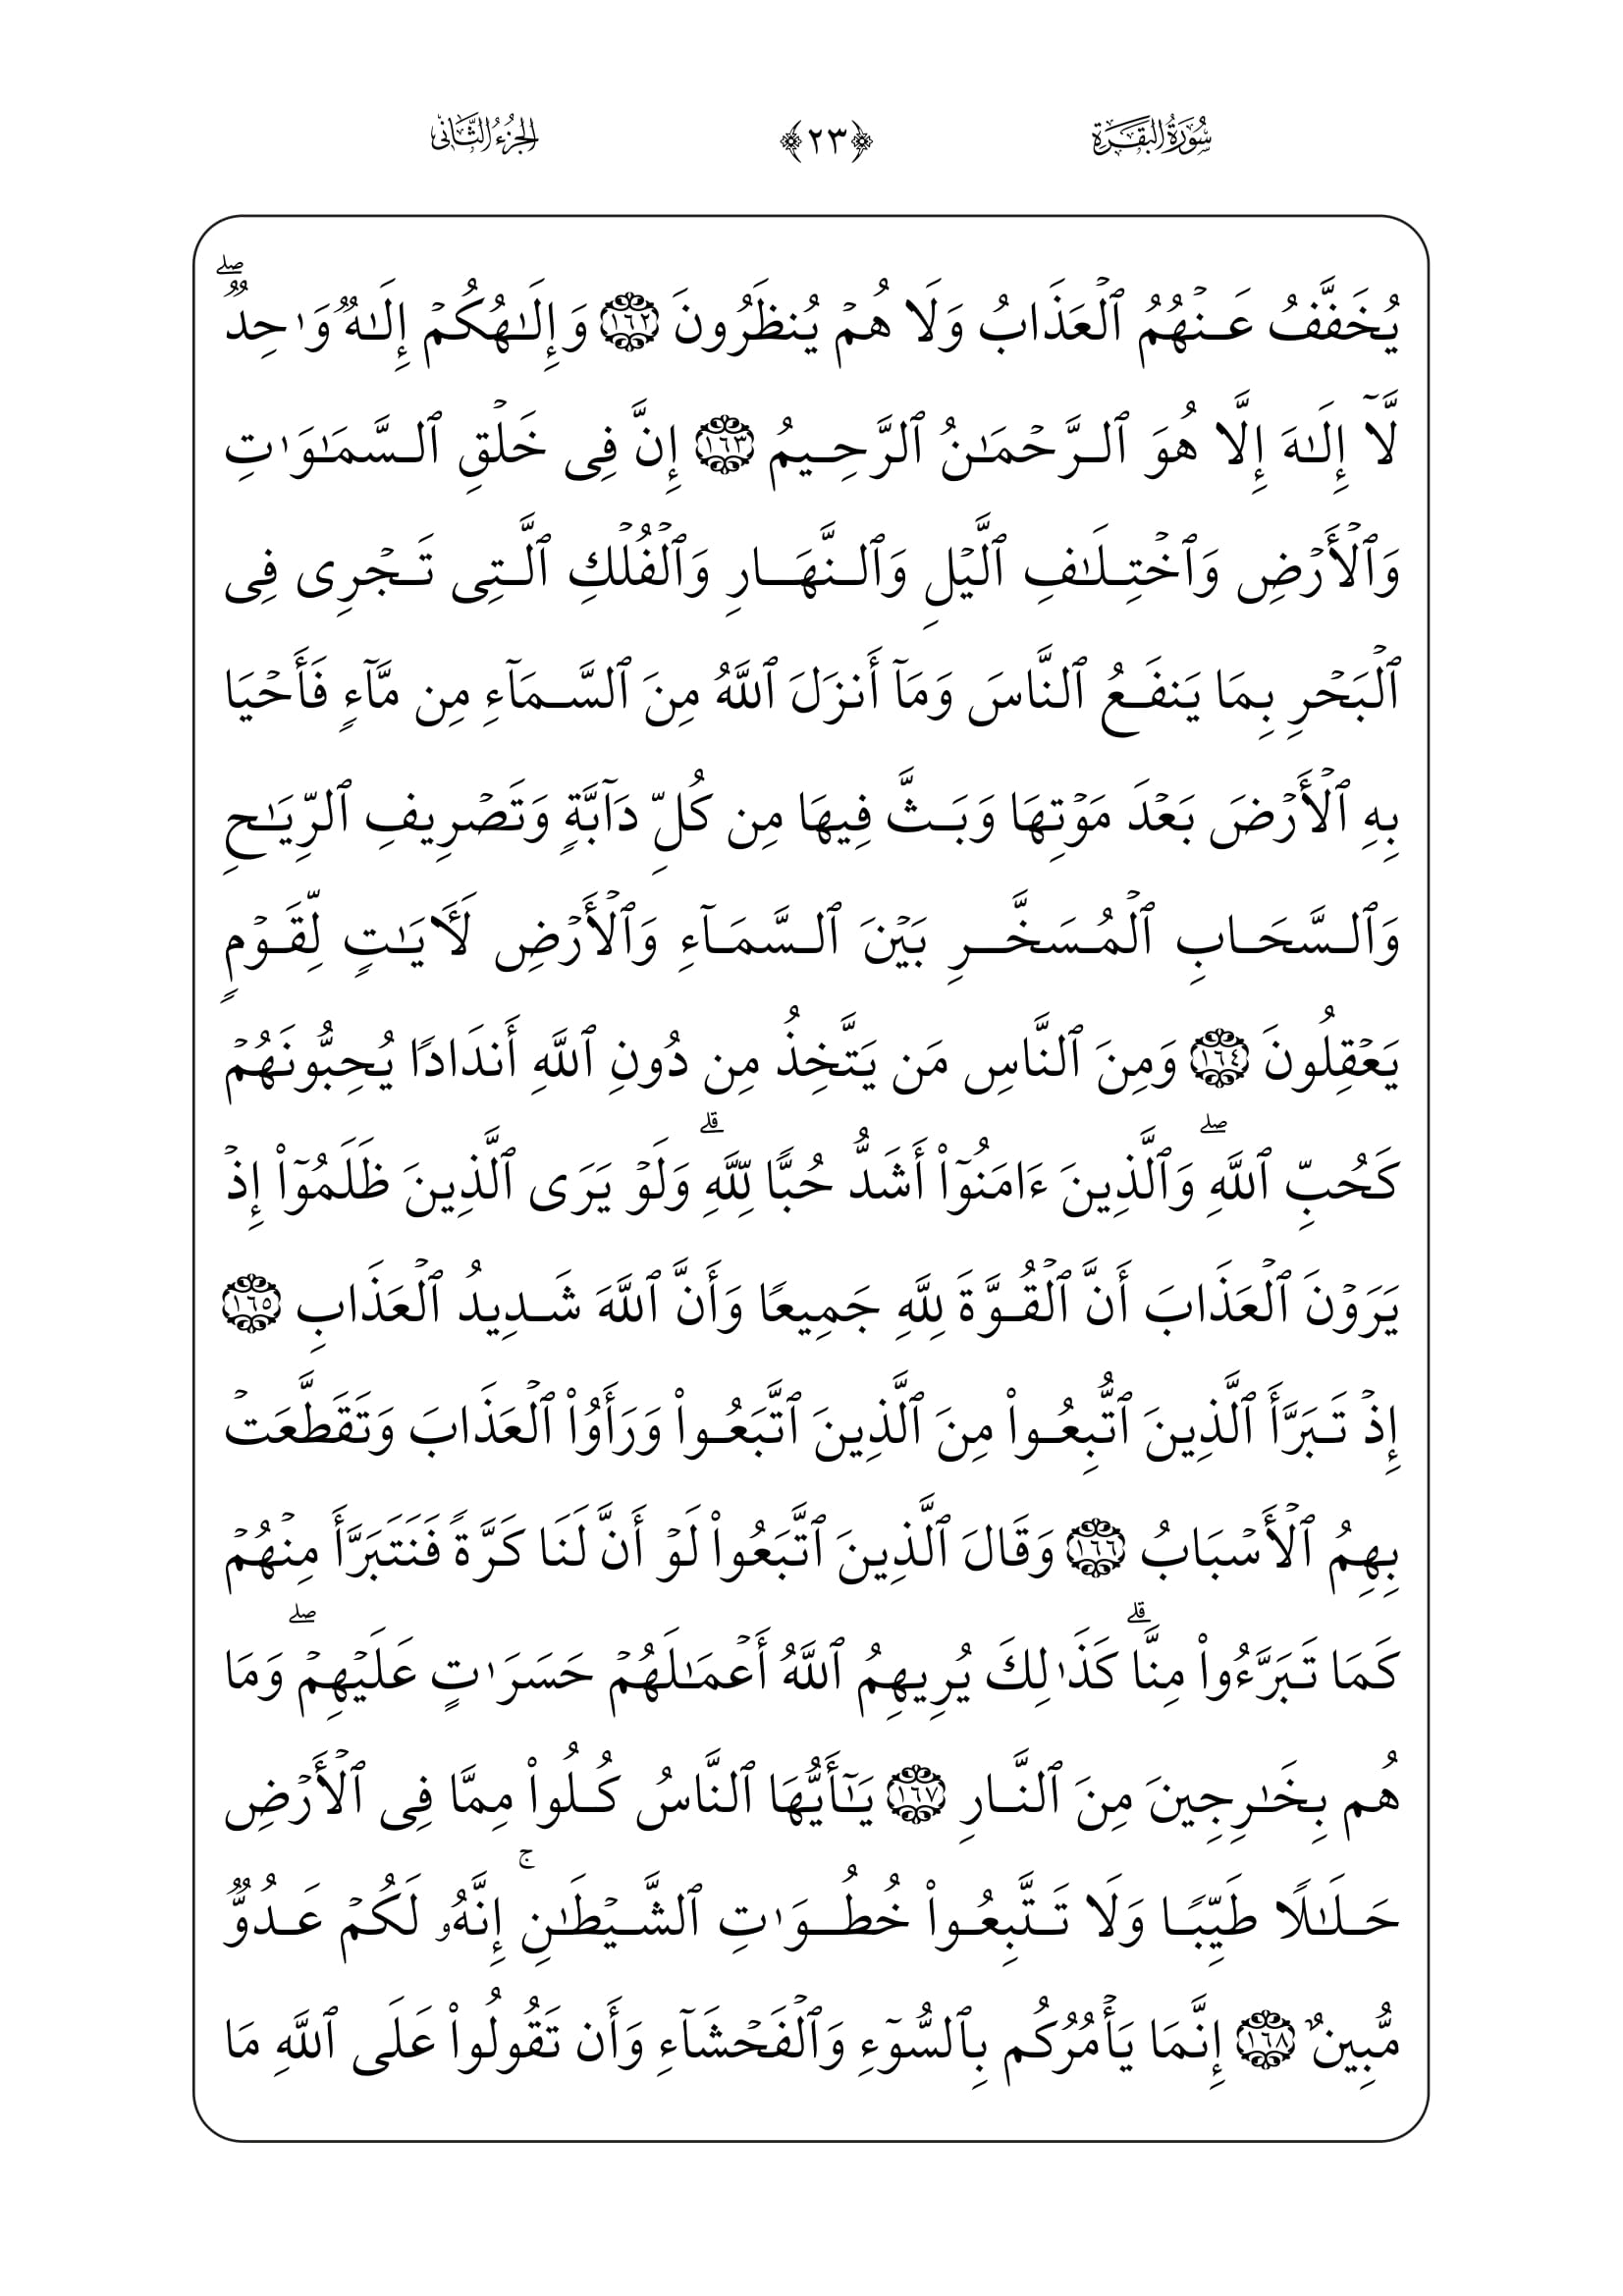 سُورَةُ البَقَرَةِ ﴿٢٣﴾ الجُزْءُ الثَّانِي
يُخَفَّفُ عَنۡهُمُ ٱلۡعَذَابُ وَلَا هُمۡ يُنظَرُونَ ١٦٢ وَإِلَٰهُكُمۡ إِلَٰهٞ وَٰحِدٞۖ
لَّآ إِلَٰهَ إِلَّا هُوَ ٱلرَّحۡمَٰنُ ٱلرَّحِيمُ ١٦٣ إِنَّ فِي خَلۡقِ ٱلسَّمَٰوَٰتِ
وَٱلۡأَرۡضِ وَٱخۡتِلَٰفِ ٱلَّيۡلِ وَٱلنَّهَارِ وَٱلۡفُلۡكِ ٱلَّتِي تَجۡرِي فِي
ٱلۡبَحۡرِ بِمَا يَنفَعُ ٱلنَّاسَ وَمَآ أَنزَلَ ٱللَّهُ مِنَ ٱلسَّمَآءِ مِن مَّآءٖ فَأَحۡيَا
بِهِ ٱلۡأَرۡضَ بَعۡدَ مَوۡتِهَا وَبَثَّ فِيهَا مِن كُلِّ دَآبَّةٖ وَتَصۡرِيفِ ٱلرِّيَٰحِ
وَٱلسَّحَابِ ٱلۡمُسَخَّرِ بَيۡنَ ٱلسَّمَآءِ وَٱلۡأَرۡضِ لَأٓيَٰتٖ لِّقَوۡمٖ
يَعۡقِلُونَ ١٦٤ وَمِنَ ٱلنَّاسِ مَن يَتَّخِذُ مِن دُونِ ٱللَّهِ أَندَادٗا يُحِبُّونَهُمۡ
كَحُبِّ ٱللَّهِۖ وَٱلَّذِينَ ءَامَنُوٓاْ أَشَدُّ حُبّٗا لِّلَّهِۗ وَلَوۡ يَرَى ٱلَّذِينَ ظَلَمُوٓاْ إِذۡ
يَرَوۡنَ ٱلۡعَذَابَ أَنَّ ٱلۡقُوَّةَ لِلَّهِ جَمِيعٗا وَأَنَّ ٱللَّهَ شَدِيدُ ٱلۡعَذَابِ ١٦٥
إِذۡ تَبَرَّأَ ٱلَّذِينَ ٱتُّبِعُواْ مِنَ ٱلَّذِينَ ٱتَّبَعُواْ وَرَأَوُاْ ٱلۡعَذَابَ وَتَقَطَّعَتۡ
بِهِمُ ٱلۡأَسۡبَابُ ١٦٦ وَقَالَ ٱلَّذِينَ ٱتَّبَعُواْ لَوۡ أَنَّ لَنَا كَرَّةٗ فَنَتَبَرَّأَ مِنۡهُمۡ
كَمَا تَبَرَّءُواْ مِنَّاۗ كَذَٰلِكَ يُرِيهِمُ ٱللَّهُ أَعۡمَٰلَهُمۡ حَسَرَٰتٍ عَلَيۡهِمۡۖ وَمَا
هُم بِخَٰرِجِينَ مِنَ ٱلنَّارِ ١٦٧ يَٰٓأَيُّهَا ٱلنَّاسُ كُلُواْ مِمَّا فِي ٱلۡأَرۡضِ
حَلَٰلٗا طَيِّبٗا وَلَا تَتَّبِعُواْ خُطُوَٰتِ ٱلشَّيۡطَٰنِۚ إِنَّهُۥ لَكُمۡ عَدُوّٞ
مُّبِينٌ ١٦٨ إِنَّمَا يَأۡمُرُكُم بِٱلسُّوٓءِ وَٱلۡفَحۡشَآءِ وَأَن تَقُولُواْ عَلَى ٱللَّهِ مَا